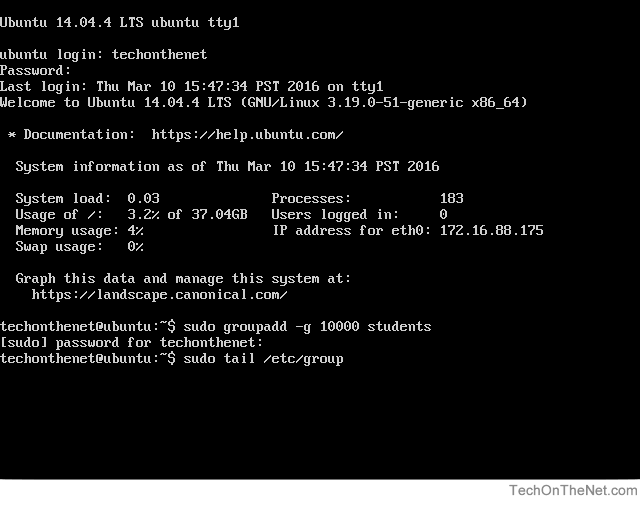 Ubuntu 14.04.4 LTS ubuntu tty1
ubuntu login: techonthenet
Password:
Last login: Thu Mar 10 15:47:34 PST 2016 on tty1
Welcome to Ubuntu 14.04.4 LTS (GNU/Linux 3.19.0-51-generic x86_64)
* Documentation:  https://help.ubuntu.com/
System information as of Thu Mar 10 15:47:34 PST 2016
System load:  0.03              Processes:           183
Usage of /:   3.2% of 37.04GB   Users logged in:     0
Memory usage: 4%                IP address for eth0: 172.16.88.175
Swap usage:   0%
Graph this data and manage this system at:
https://landscape.canonical.com/
techonthenet@ubuntu:~$ sudo groupadd -g 10000 students
[sudo] password for techonthenet:
techonthenet@ubuntu:~$ sudo tail /etc/group
TechOnTheNet.com